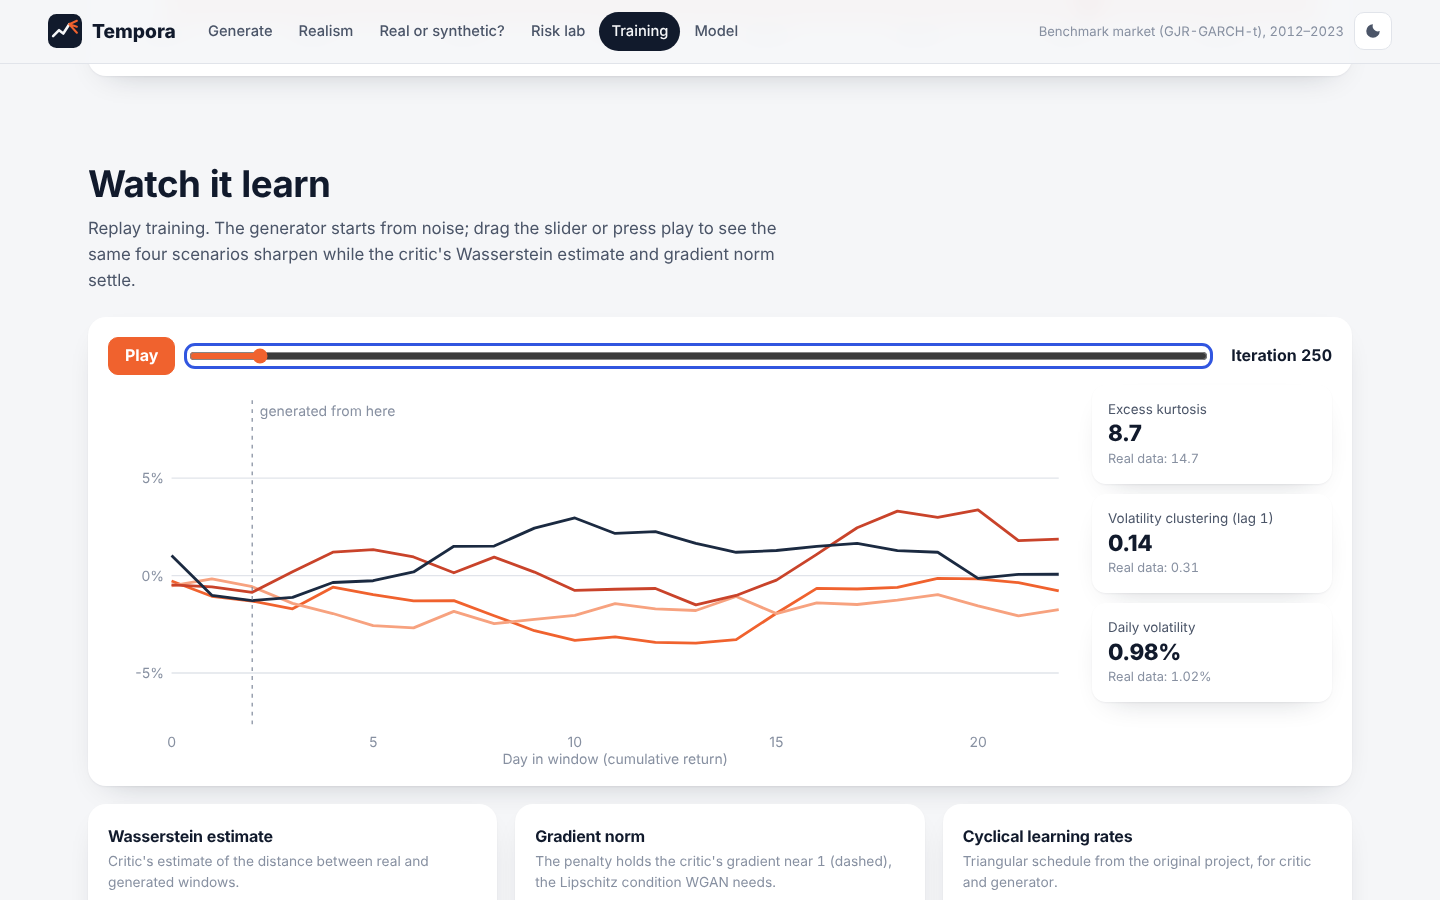 Tempora
Generate
Realism
Real or synthetic?
Risk lab
Training
Model
Benchmark market (GJR-GARCH-t), 2012–2023
Watch it learn
Replay training. The generator starts from noise; drag the slider or press play to see the
same four scenarios sharpen while the critic's Wasserstein estimate and gradient norm
settle.
Play
Iteration 250
generated from here
5%
0%
-5%
0
5
10
15
20
Day in window (cumulative return)
Excess kurtosis
8.7
Real data: 14.7
Volatility clustering (lag 1)
0.14
Real data: 0.31
Daily volatility
0.98%
Real data: 1.02%
Wasserstein estimate
Critic's estimate of the distance between real and
generated windows.
Gradient norm
The penalty holds the critic's gradient near 1 (dashed),
the Lipschitz condition WGAN needs.
Cyclical learning rates
Triangular schedule from the original project, for critic
and generator.